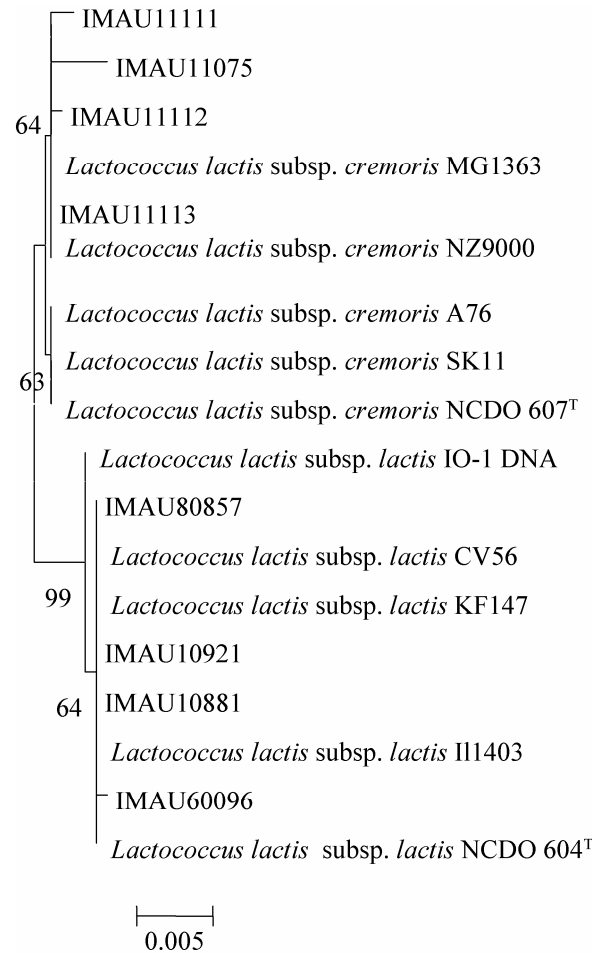 IMAU11111
IMAU11075
IMAU11112
64
Lactococcus lactis subsp. cremoris MG1363
IMAU11113
Lactococcus lactis subsp. cremoris NZ9000
Lactococcus lactis subsp. cremoris A76
Lactococcus lactis subsp. cremoris SK11
63
Lactococcus lactis subsp. cremoris NCDO 607ᵀ
Lactococcus lactis subsp. lactis IO-1 DNA
IMAU80857
Lactococcus lactis subsp. lactis CV56
99
Lactococcus lactis subsp. lactis KF147
IMAU10921
64
IMAU10881
Lactococcus lactis subsp. lactis Il1403
IMAU60096
Lactococcus lactis subsp. lactis NCDO 604ᵀ
0.005